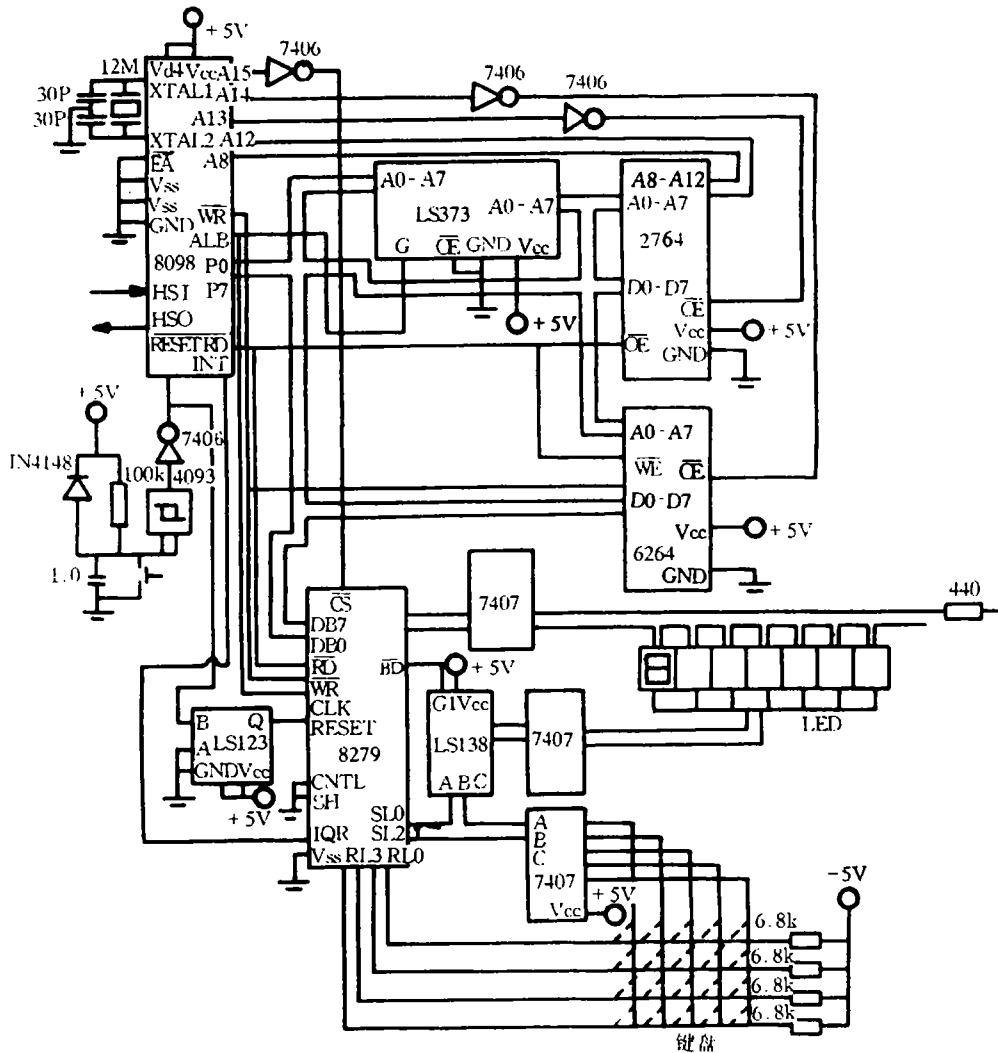 +5V
7406
12M
Vd4 Vcc A15
30P
XTAL1 A14
7406
7406
30P
A13
XTAL2 A12
EA
A8
Vss
Vss
GND
WR
ALB
8098
P0
HSI
P7
HSO
RESET RD
INT
A0-A7
LS373
A0-A7
G
OE
GND
Vcc
+5V
A8-A12
A0-A7
2764
D0-D7
CE
Vcc
+5V
OE
GND
+5V
7406
IN4148
100k
4093
1.0
A0-A7
WE
CE
D0-D7
Vcc
+5V
6264
GND
CS
DB7
DB0
RD
BD
WR
CLK
RESET
8279
CNTL
SH
SL0
IQR
SL2
Vss
RL3
RL0
7407
440
+5V
G1Vcc
LS138
A B C
7407
LED
B
Q
A
LS123
GNDVcc
+5V
A
B
C
7407
+5V
Vcc
-5V
6.8k
6.8k
6.8k
6.8k
键盘